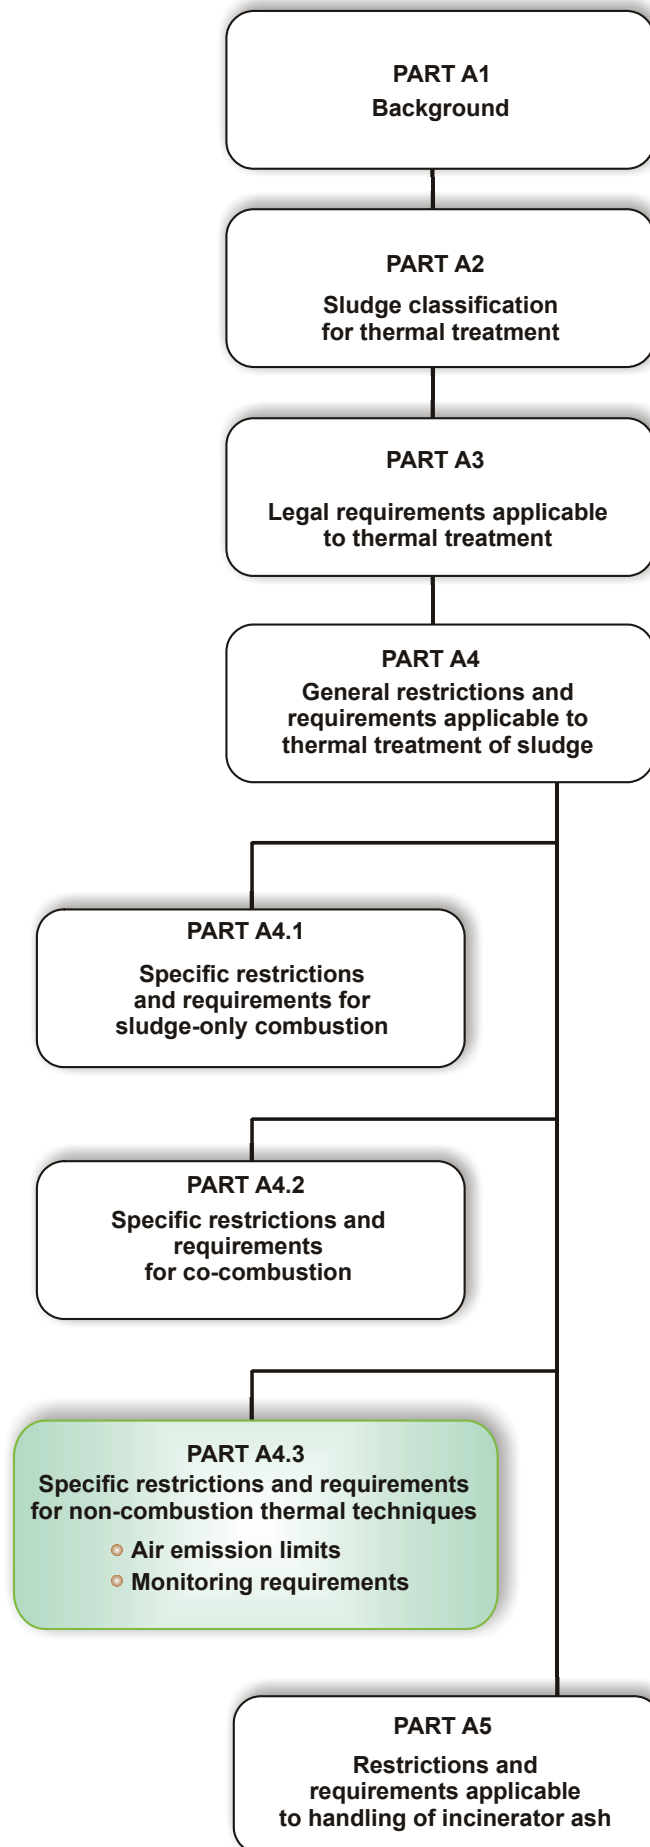 PART A1
Background
PART A2
Sludge classification
for thermal treatment
PART A3
Legal requirements applicable
to thermal treatment
PART A4
General restrictions and
requirements applicable to
thermal treatment of sludge
PART A4.1
Specific restrictions
and requirements for
sludge-only combustion
PART A4.2
Specific restrictions and
requirements
for co-combustion
PART A4.3
Specific restrictions and requirements
for non-combustion thermal techniques
Air emission limits
Monitoring requirements
PART A5
Restrictions and
requirements applicable
to handling of incinerator ash